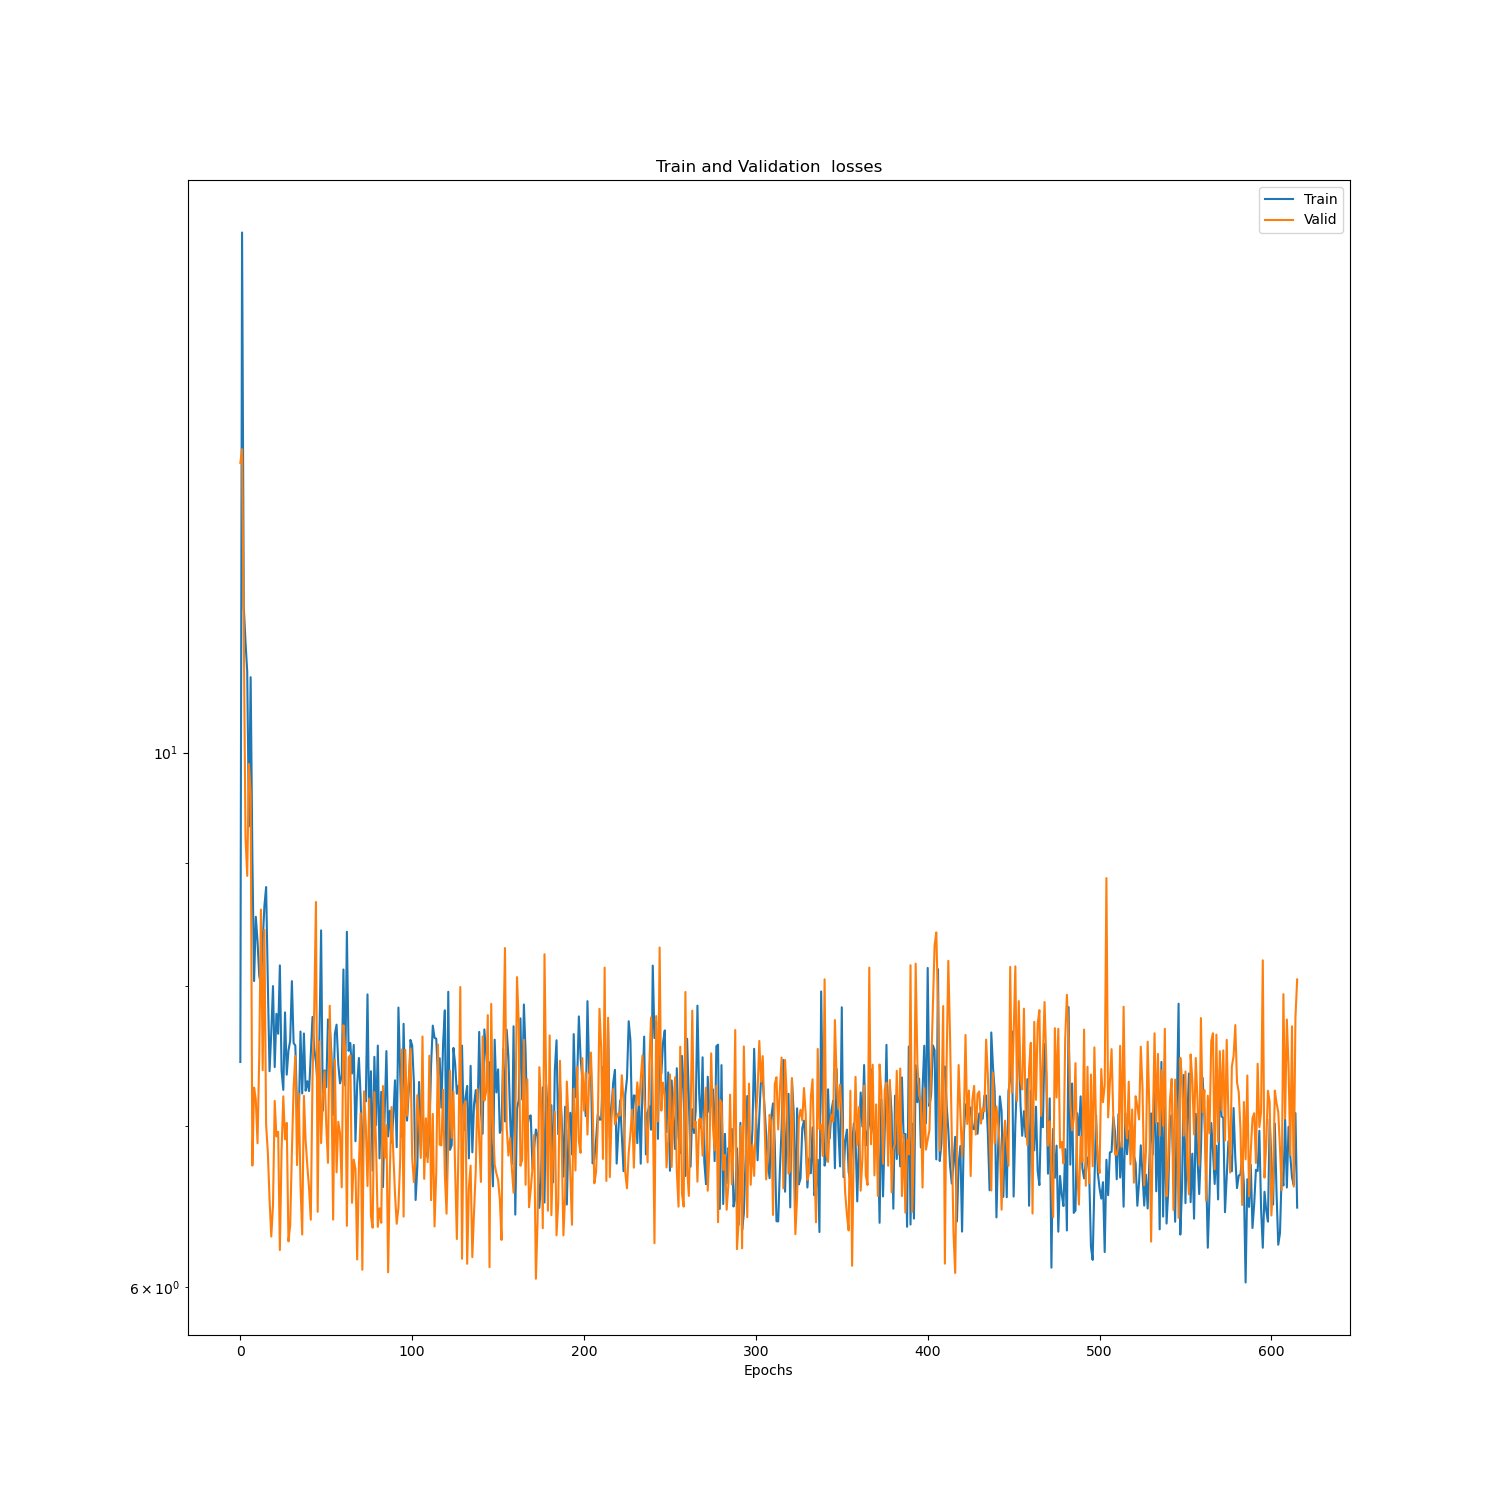 Train and Validation  losses
Train
Valid
10¹
6 × 10⁰
0 100 200 300 400 500 600
Epochs